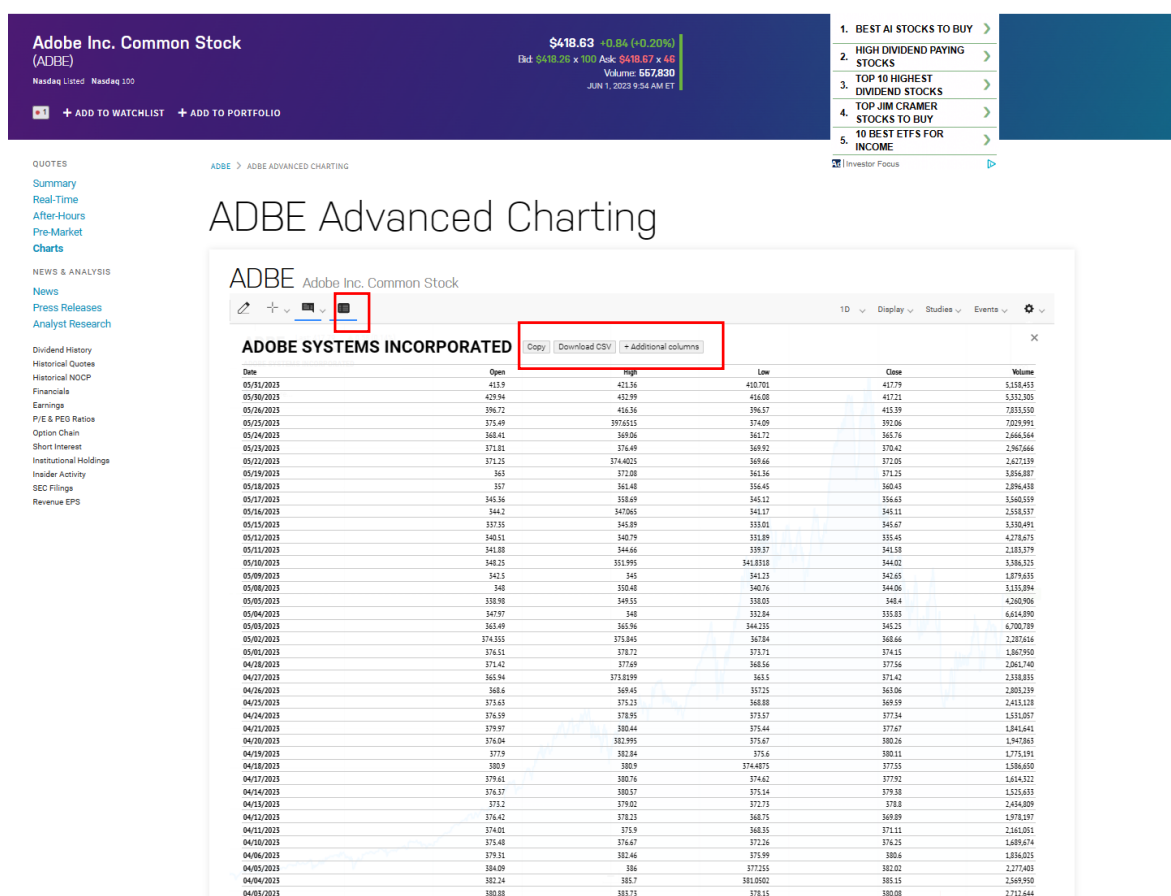 Adobe Inc. Common Stock
(ADBE)
Nasdaq Listed Nasdaq 100
1 + ADD TO WATCHLIST + ADD TO PORTFOLIO
$418.63 +0.84 (+0.20%)
Bid: $418.26 x 100 Ask: $418.67 x 46
Volume: 557,830
JUN 1, 2023 9:54 AM ET
1. BEST AI STOCKS TO BUY
2. HIGH DIVIDEND PAYING
STOCKS
3. TOP 10 HIGHEST
DIVIDEND STOCKS
4. TOP JIM CRAMER
STOCKS TO BUY
5. 10 BEST ETFS FOR
INCOME
Ad | Investor Focus
QUOTES
Summary
Real-Time
After-Hours
Pre-Market
Charts
NEWS & ANALYSIS
News
Press Releases
Analyst Research
Dividend History
Historical Quotes
Historical NOCP
Financials
Earnings
P/E & PEG Ratios
Option Chain
Short Interest
Institutional Holdings
Insider Activity
SEC Filings
Revenue EPS
ADBE > ADBE ADVANCED CHARTING
ADBE Advanced Charting
ADBE Adobe Inc. Common Stock
1D Display Studies Events
ADOBE SYSTEMS INCORPORATED Copy Download CSV + Additional columns
Date Open High Low Close Volume
05/31/2023 413.9 421.36 410.701 417.79 5,158,453
05/30/2023 429.94 432.99 416.08 417.21 5,332,305
05/26/2023 396.72 416.36 396.57 415.39 7,833,550
05/25/2023 375.49 397.6515 374.09 392.06 7,029,991
05/24/2023 368.41 369.06 361.72 365.76 2,666,564
05/23/2023 371.81 376.49 369.92 370.42 2,967,666
05/22/2023 371.25 374.4025 369.66 372.05 2,627,139
05/19/2023 363 372.08 361.36 371.25 3,856,887
05/18/2023 357 361.48 356.45 360.43 2,896,438
05/17/2023 345.36 358.69 345.12 356.63 3,560,559
05/16/2023 344.2 347.065 341.17 345.11 2,558,537
05/15/2023 337.35 345.89 333.01 345.67 3,330,491
05/12/2023 340.51 340.79 331.89 335.45 4,278,675
05/11/2023 341.88 344.66 339.37 341.58 2,183,379
05/10/2023 348.25 351.995 341.8318 344.02 3,386,325
05/09/2023 342.5 345 341.23 342.65 1,879,635
05/08/2023 348 350.48 340.76 344.06 3,135,894
05/05/2023 338.98 349.55 338.03 348.4 4,260,906
05/04/2023 347.97 348 332.84 335.83 6,614,890
05/03/2023 363.49 365.96 344.235 345.25 6,700,789
05/02/2023 374.355 375.845 367.84 368.66 2,287,616
05/01/2023 376.51 378.72 373.71 374.15 1,867,950
04/28/2023 371.42 377.69 368.56 377.56 2,061,740
04/27/2023 365.94 373.8199 363.5 371.42 2,338,835
04/26/2023 368.6 369.45 357.25 363.06 2,803,239
04/25/2023 373.63 375.23 368.88 369.59 2,413,128
04/24/2023 376.59 378.95 373.57 377.34 1,531,057
04/21/2023 379.97 380.44 375.44 377.67 1,841,641
04/20/2023 376.04 382.995 375.67 380.26 1,947,863
04/19/2023 377.9 382.84 375.6 380.11 1,775,191
04/18/2023 380.9 380.9 374.4875 377.55 1,586,650
04/17/2023 379.61 380.76 374.62 377.92 1,614,322
04/14/2023 376.37 380.57 375.14 379.38 1,525,633
04/13/2023 373.2 379.02 372.73 378.8 2,434,809
04/12/2023 376.42 378.23 368.75 369.89 1,978,197
04/11/2023 374.01 375.9 368.35 371.11 2,161,051
04/10/2023 375.48 376.67 372.26 376.25 1,689,674
04/06/2023 379.31 382.46 375.99 380.6 1,836,025
04/05/2023 384.09 386 377.255 382.02 2,277,403
04/04/2023 382.24 385.7 381.0502 385.15 2,569,950
04/03/2023 380.88 383.73 378.15 380.08 2,712,644